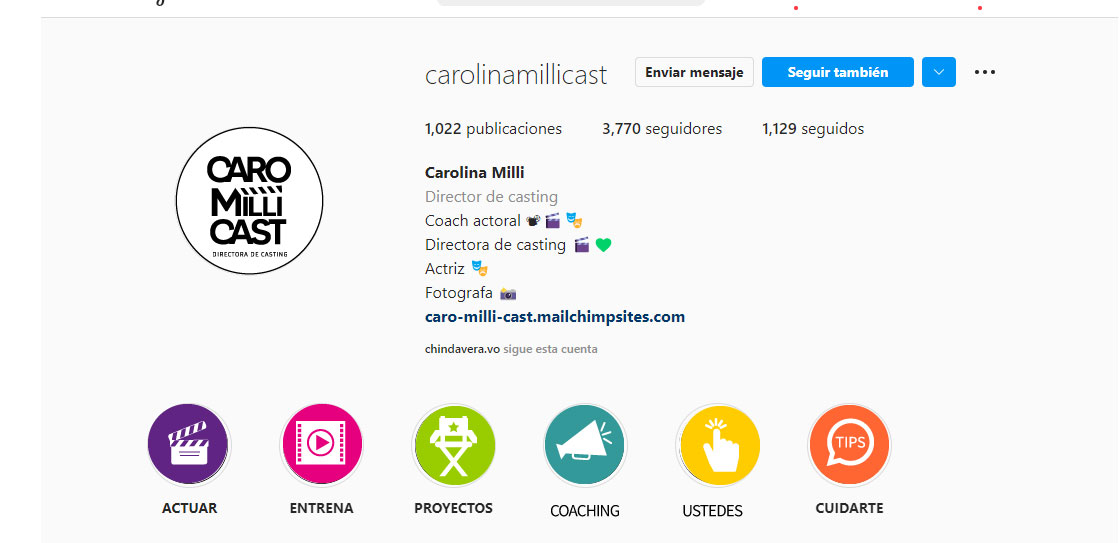 carolinamillicast
Enviar mensaje
Seguir también
1,022 publicaciones
3,770 seguidores
1,129 seguidos
CARO
MILLI
CAST
DIRECTORA DE CASTING
Carolina Milli
Director de casting
Coach actoral
Directora de casting
Actriz
Fotografa
caro-milli-cast.mailchimpsites.com
chindavera.vo sigue esta cuenta
TIPS
ACTUAR
ENTRENA
PROYECTOS
COACHING
USTEDES
CUIDARTE